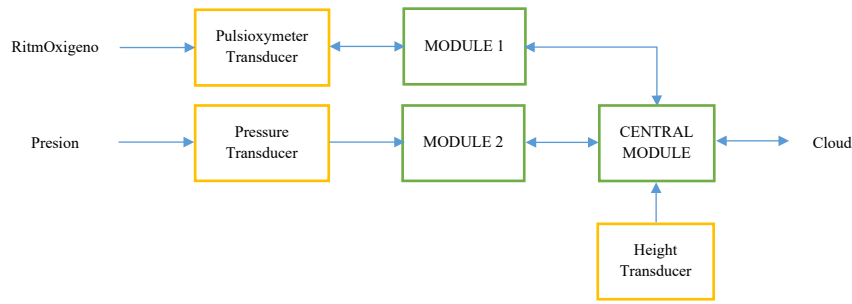 RitmOxigeno
Pulsioxymeter
Transducer
MODULE 1
Presion
Pressure
Transducer
MODULE 2
CENTRAL
MODULE
Cloud
Height
Transducer